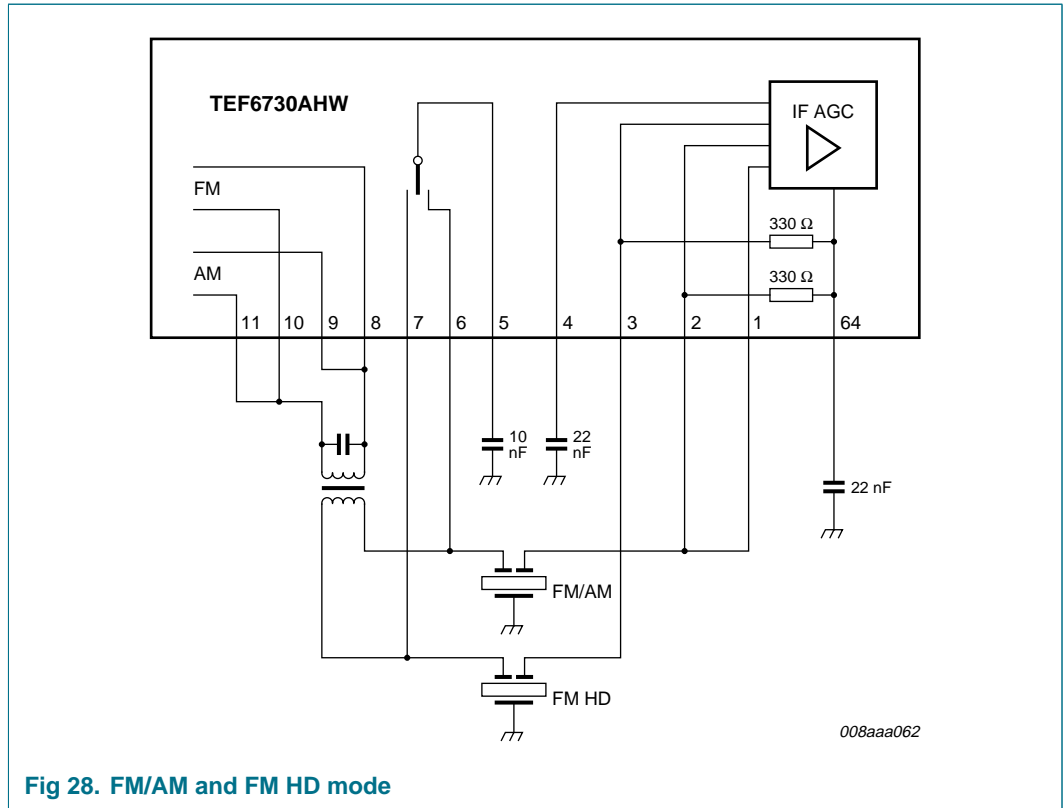 TEF6730AHW
IF AGC
FM
AM
330 Ω
330 Ω
11 10 9 8 7 6 5 4 3 2 1 64
10 nF
22 nF
22 nF
FM/AM
FM HD
008aaa062
Fig 28. FM/AM and FM HD mode